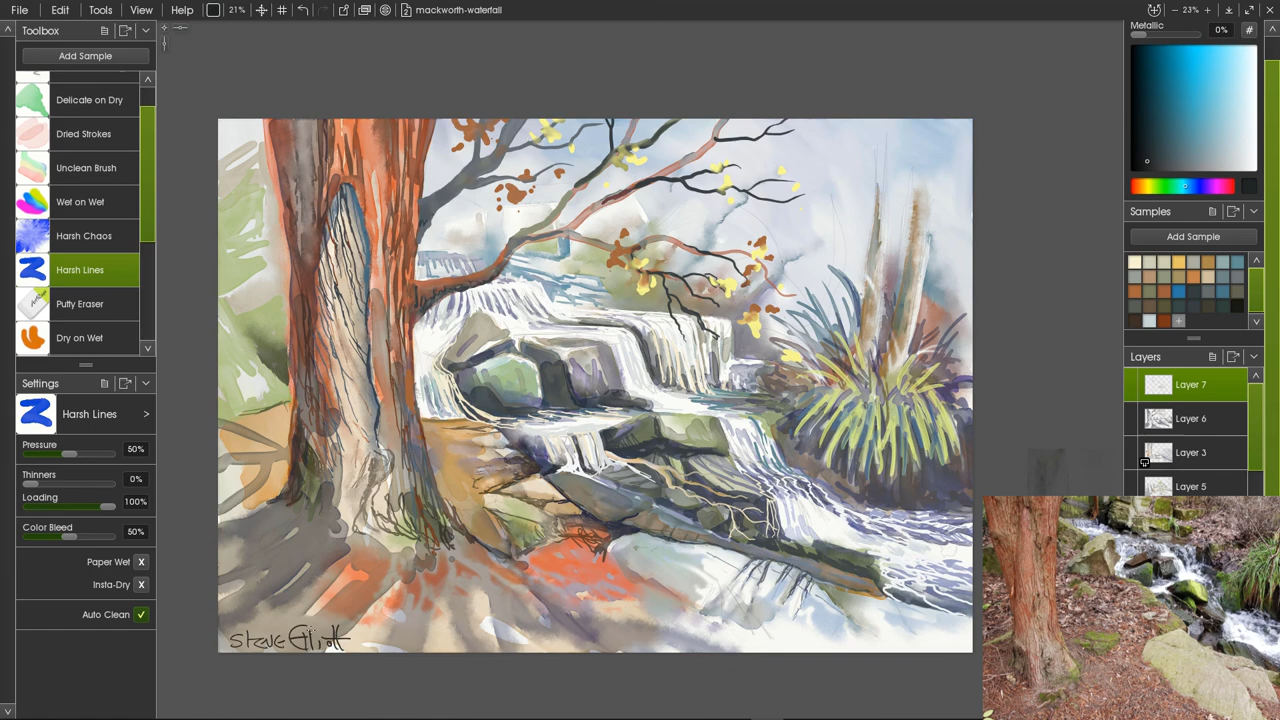 File Edit Tools View Help 21% 2 mackworth-waterfall 23%
Toolbox
Add Sample
Delicate on Dry
Dried Strokes
Unclean Brush
Wet on Wet
Harsh Chaos
Harsh Lines
Putty Eraser
Dry on Wet
Settings
Harsh Lines >
Pressure 50%
Thinners 0%
Loading 100%
Color Bleed 50%
Paper Wet X
Insta-Dry X
Auto Clean
Steve Elliott
Metallic 0% #
Samples
Add Sample
Layers
Layer 7
Layer 6
Layer 3
Layer 5